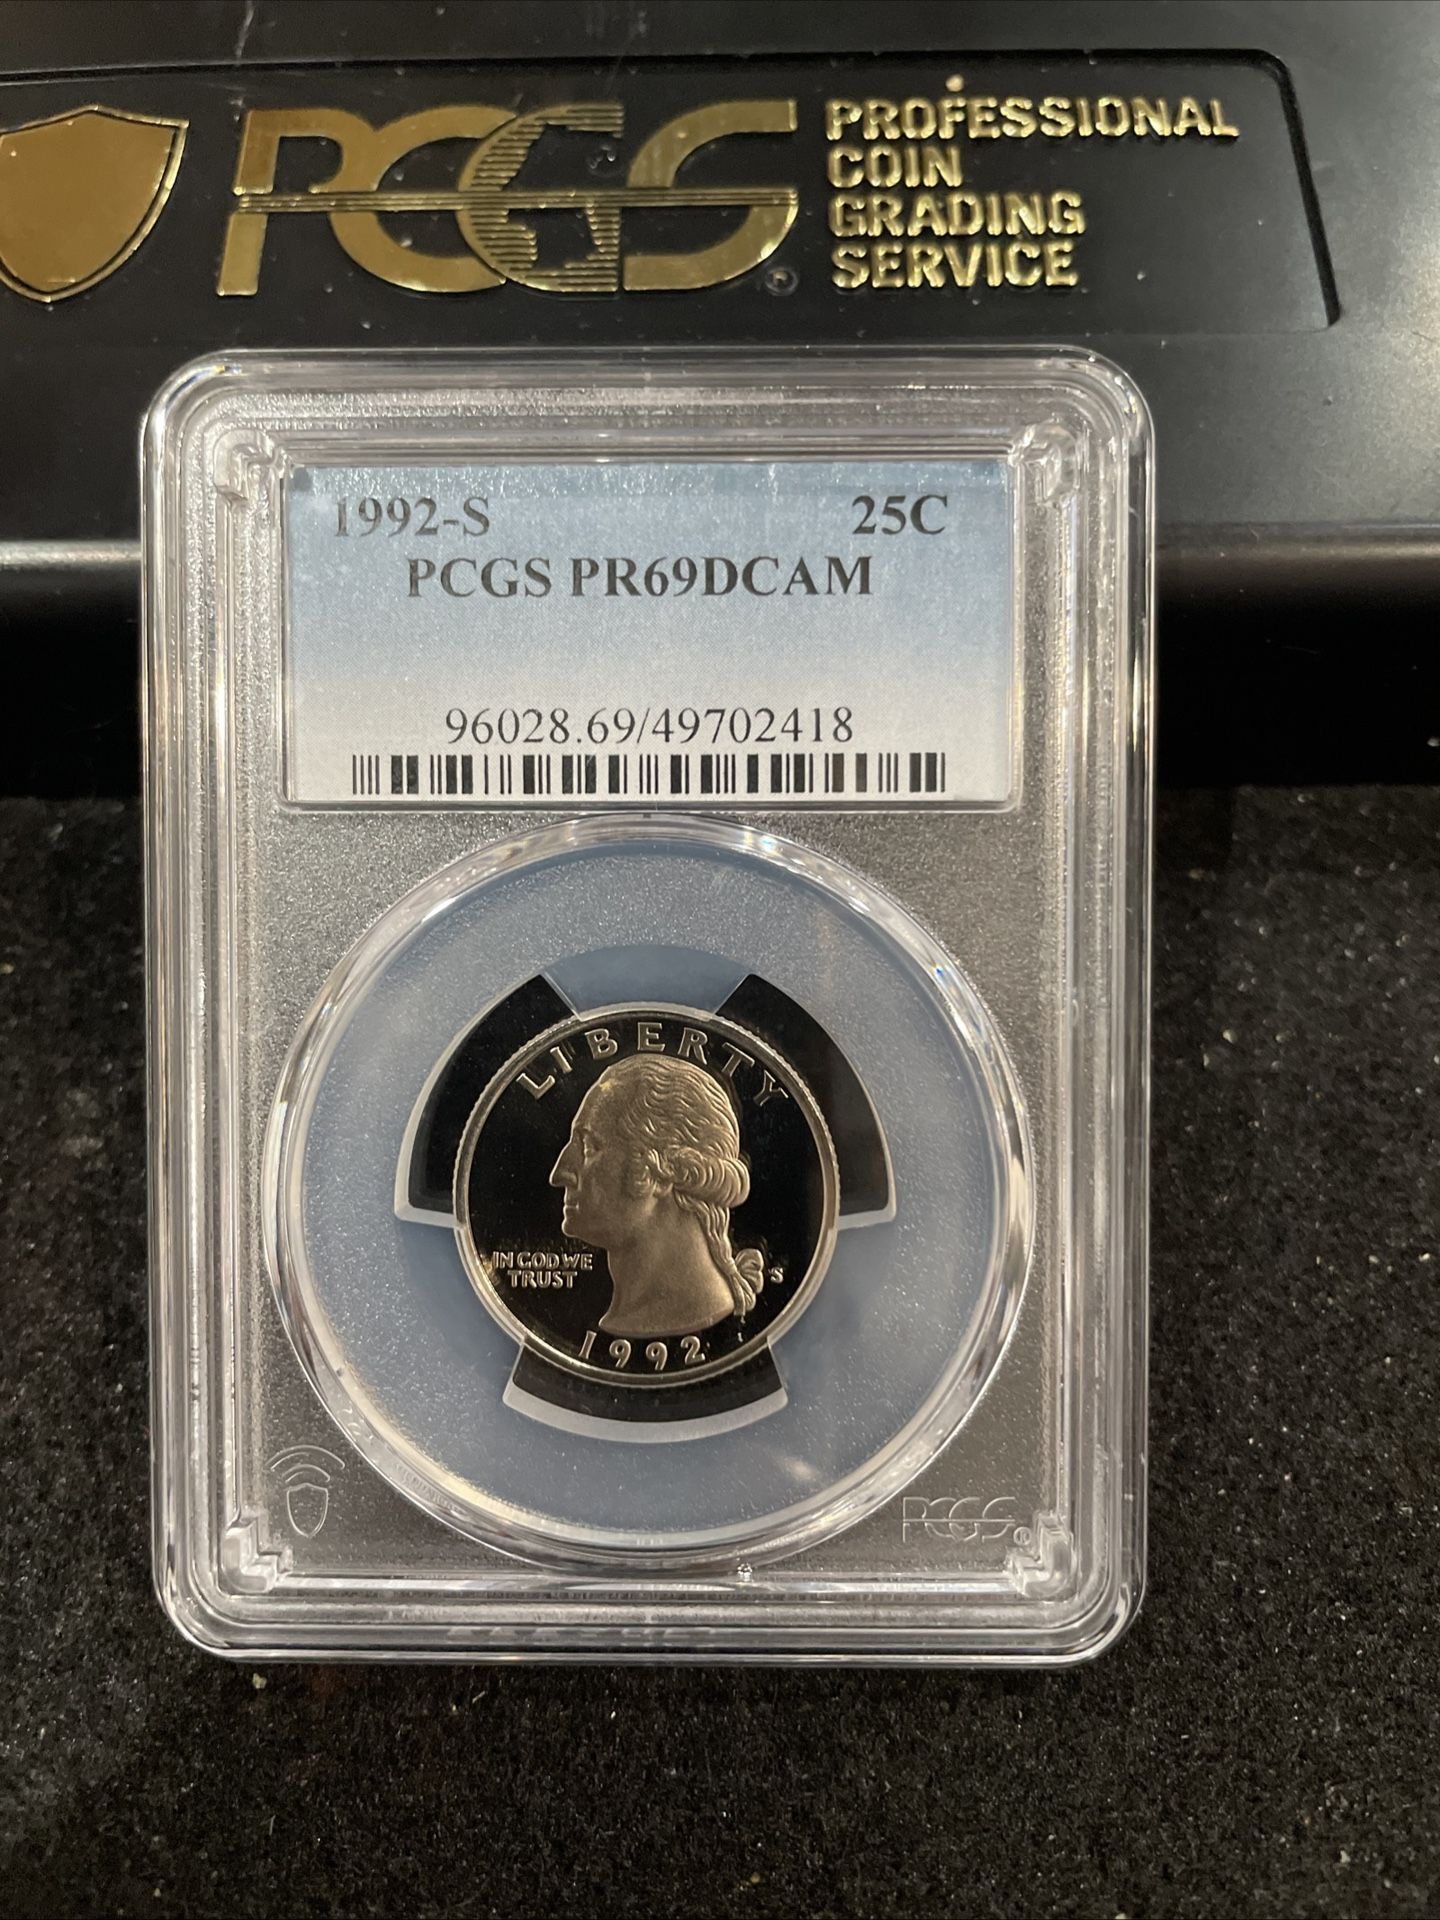 PCGS®
PROFESSIONAL
COIN
GRADING
SERVICE
1992-S 25C
PCGS PR69DCAM
96028.69/49702418
LIBERTY
IN GOD WE
TRUST
S
1992
PCGS®